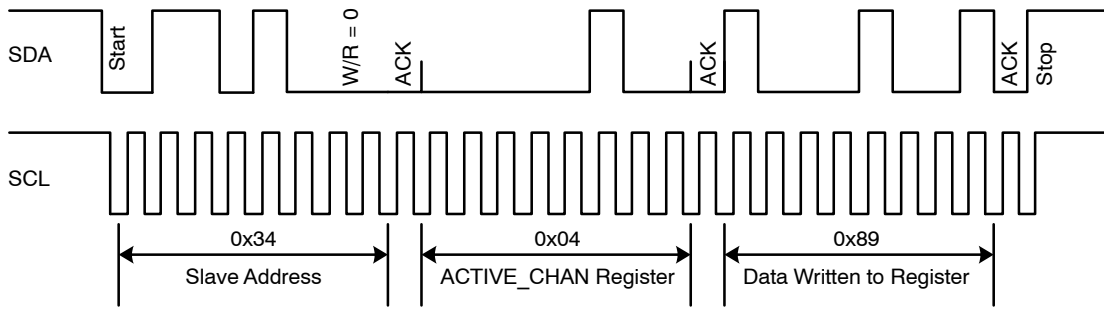 SDA
Start
W/R = 0
ACK
ACK
ACK
Stop
SCL
0x34
0x04
0x89
Slave Address
ACTIVE_CHAN Register
Data Written to Register